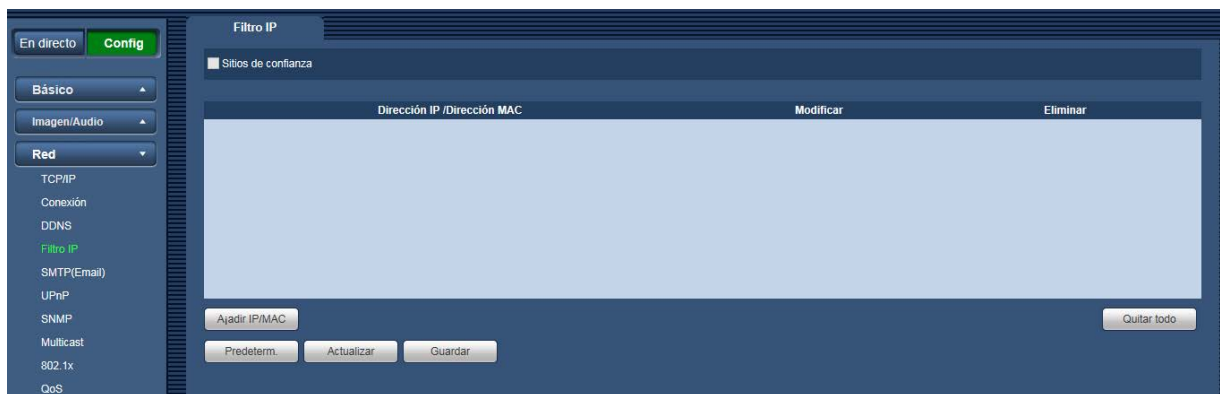 En directo Config
Básico
Imagen/Audio
Red
TCP/IP
Conexión
DDNS
Filtro IP
SMTP(Email)
UPnP
SNMP
Multicast
802.1x
QoS
Filtro IP
Sitios de confianza
Dirección IP /Dirección MAC Modificar Eliminar
A¡adir IP/MAC Quitar todo
Predeterm. Actualizar Guardar